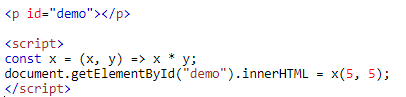 <p id="demo"></p>
<script>
const x = (x, y) => x * y;
document.getElementById("demo").innerHTML = x(5, 5);
</script>